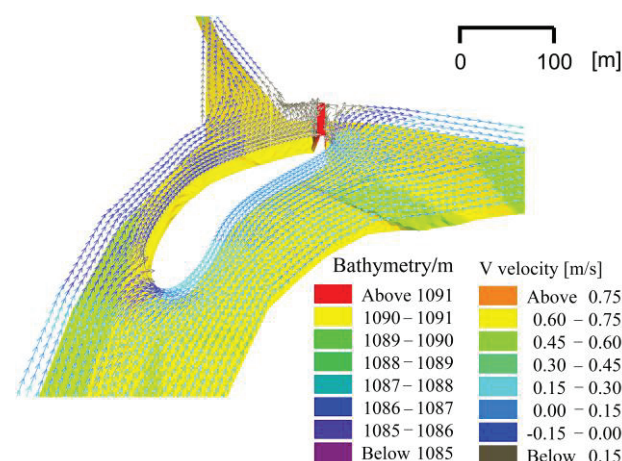 0 100 [m]
Bathymetry/m
Above 1091
1090 – 1091
1089 – 1090
1088 – 1089
1087 – 1088
1086 – 1087
1085 – 1086
Below 1085
V velocity [m/s]
Above 0.75
0.60 – 0.75
0.45 – 0.60
0.30 – 0.45
0.15 – 0.30
0.00 – 0.15
-0.15 – 0.00
Below 0.15